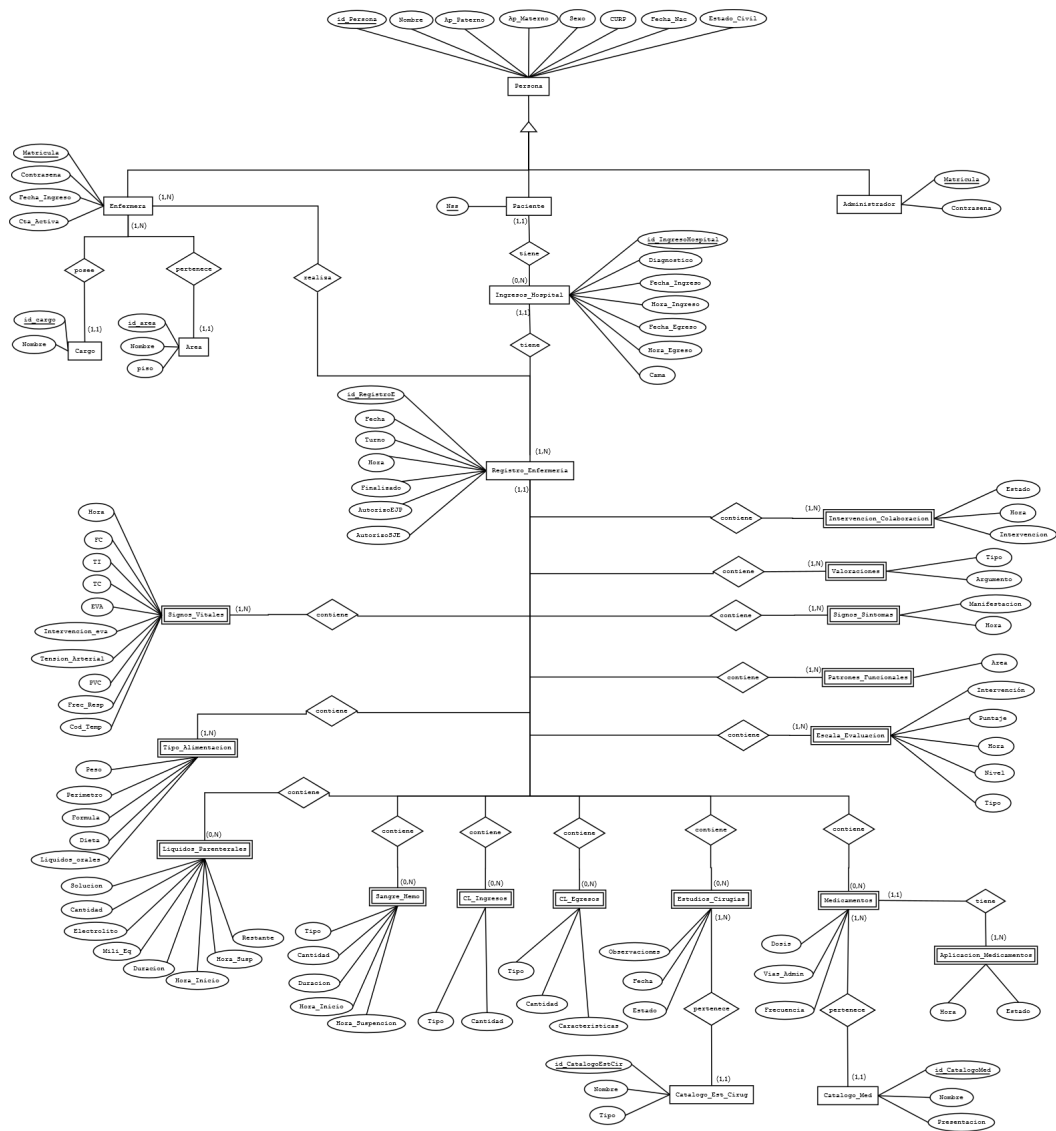 id_Persona
Nombre
Ap_Paterno
Ap_Materno
Sexo
CURP
Fecha_Nac
Estado_Civil
Persona
Matricula
Contrasena
Fecha_Ingreso
Cta_Activa
Enfermera
(1,N)
(1,N)
Nss
Paciente
(1,1)
Administrador
Matricula
Contrasena
posee
pertenece
realiza
tiene
(0,N)
Ingresos_Hospital
(1,1)
id_IngresoHospital
Diagnostico
Fecha_Ingreso
Hora_Ingreso
Fecha_Egreso
Hora_Egreso
Cama
id_cargo
Nombre
(1,1)
Cargo
id_area
Nombre
piso
(1,1)
Area
tiene
id_RegistroE
Fecha
Turno
Hora
Finalizado
AutorizoEJP
AutorizoSJE
(1,N)
Registro_Enfermeria
(1,1)
contiene
(1,N)
Intervencion_Colaboracion
Estado
Hora
Intervencion
contiene
(1,N)
Valoraciones
Tipo
Argumento
Hora
FC
TI
TC
EVA
Intervencion_eva
Tension_Arterial
PVC
Frec_Resp
Cod_Temp
Signos_Vitales
(1,N)
contiene
contiene
(1,N)
Signos_Sintomas
Manifestacion
Hora
contiene
(1,N)
Patrones_Funcionales
Area
contiene
(1,N)
Escala_Evaluacion
Intervención
Puntaje
Hora
Nivel
Tipo
contiene
(1,N)
Tipo_Alimentacion
Peso
Perimetro
Formula
Dieta
Liquidos_orales
contiene
(0,N)
Liquidos_Parenterales
Solucion
Cantidad
Electrolito
Mili_Eq
Duracion
Hora_Inicio
Hora_Susp
Restante
contiene
(0,N)
Sangre_Hemo
Tipo
Cantidad
Duracion
Hora_Inicio
Hora_Suspencion
contiene
(0,N)
CL_Ingresos
Tipo
Cantidad
contiene
(0,N)
CL_Egresos
Tipo
Cantidad
Caracteristicas
contiene
(0,N)
Estudios_Cirugias
(1,N)
Observaciones
Fecha
Estado
pertenece
(1,1)
id_CatalogoEstCir
Nombre
Tipo
Catalogo_Est_Cirug
contiene
(0,N)
Medicamentos
(1,1)
(1,N)
Dosis
Vias_Admin
Frecuencia
pertenece
(1,1)
Catalogo_Med
id_CatalogoMed
Nombre
Presentacion
tiene
(1,N)
Aplicacion_Medicamentos
Hora
Estado